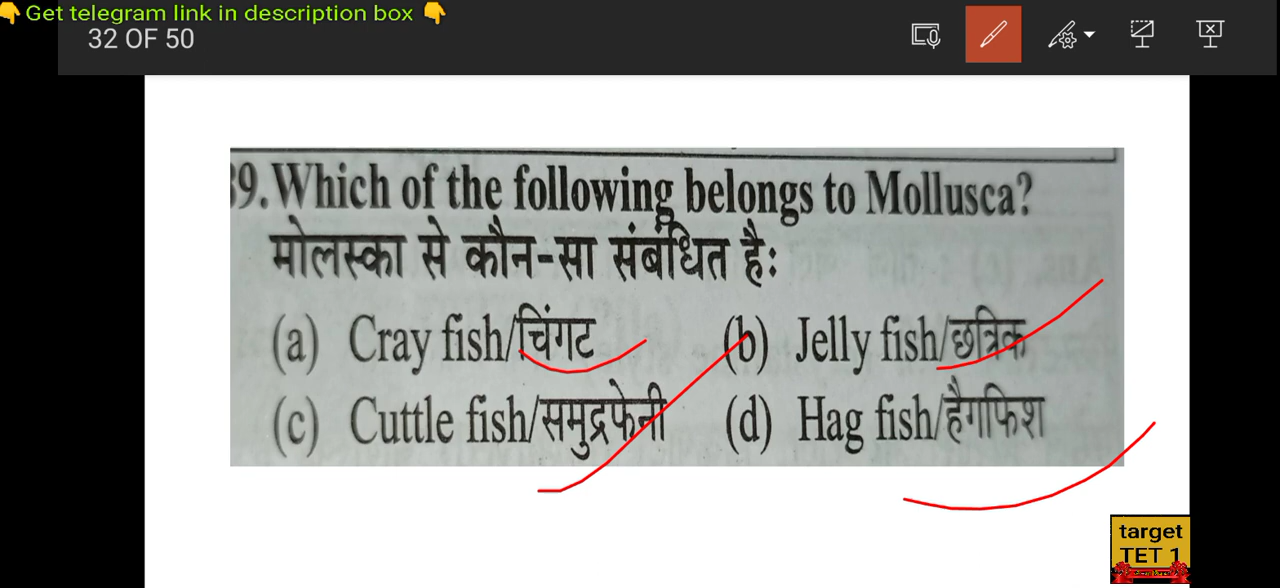 👇 Get telegram link in description box 👇
32 OF 50
39.Which of the following belongs to Mollusca?
मोलस्का से कौन-सा संबंधित है:
(a) Cray fish/चिंगट (b) Jelly fish/छत्रिक
(c) Cuttle fish/समुद्रफेनी (d) Hag fish/हैगफिश
target
TET 1